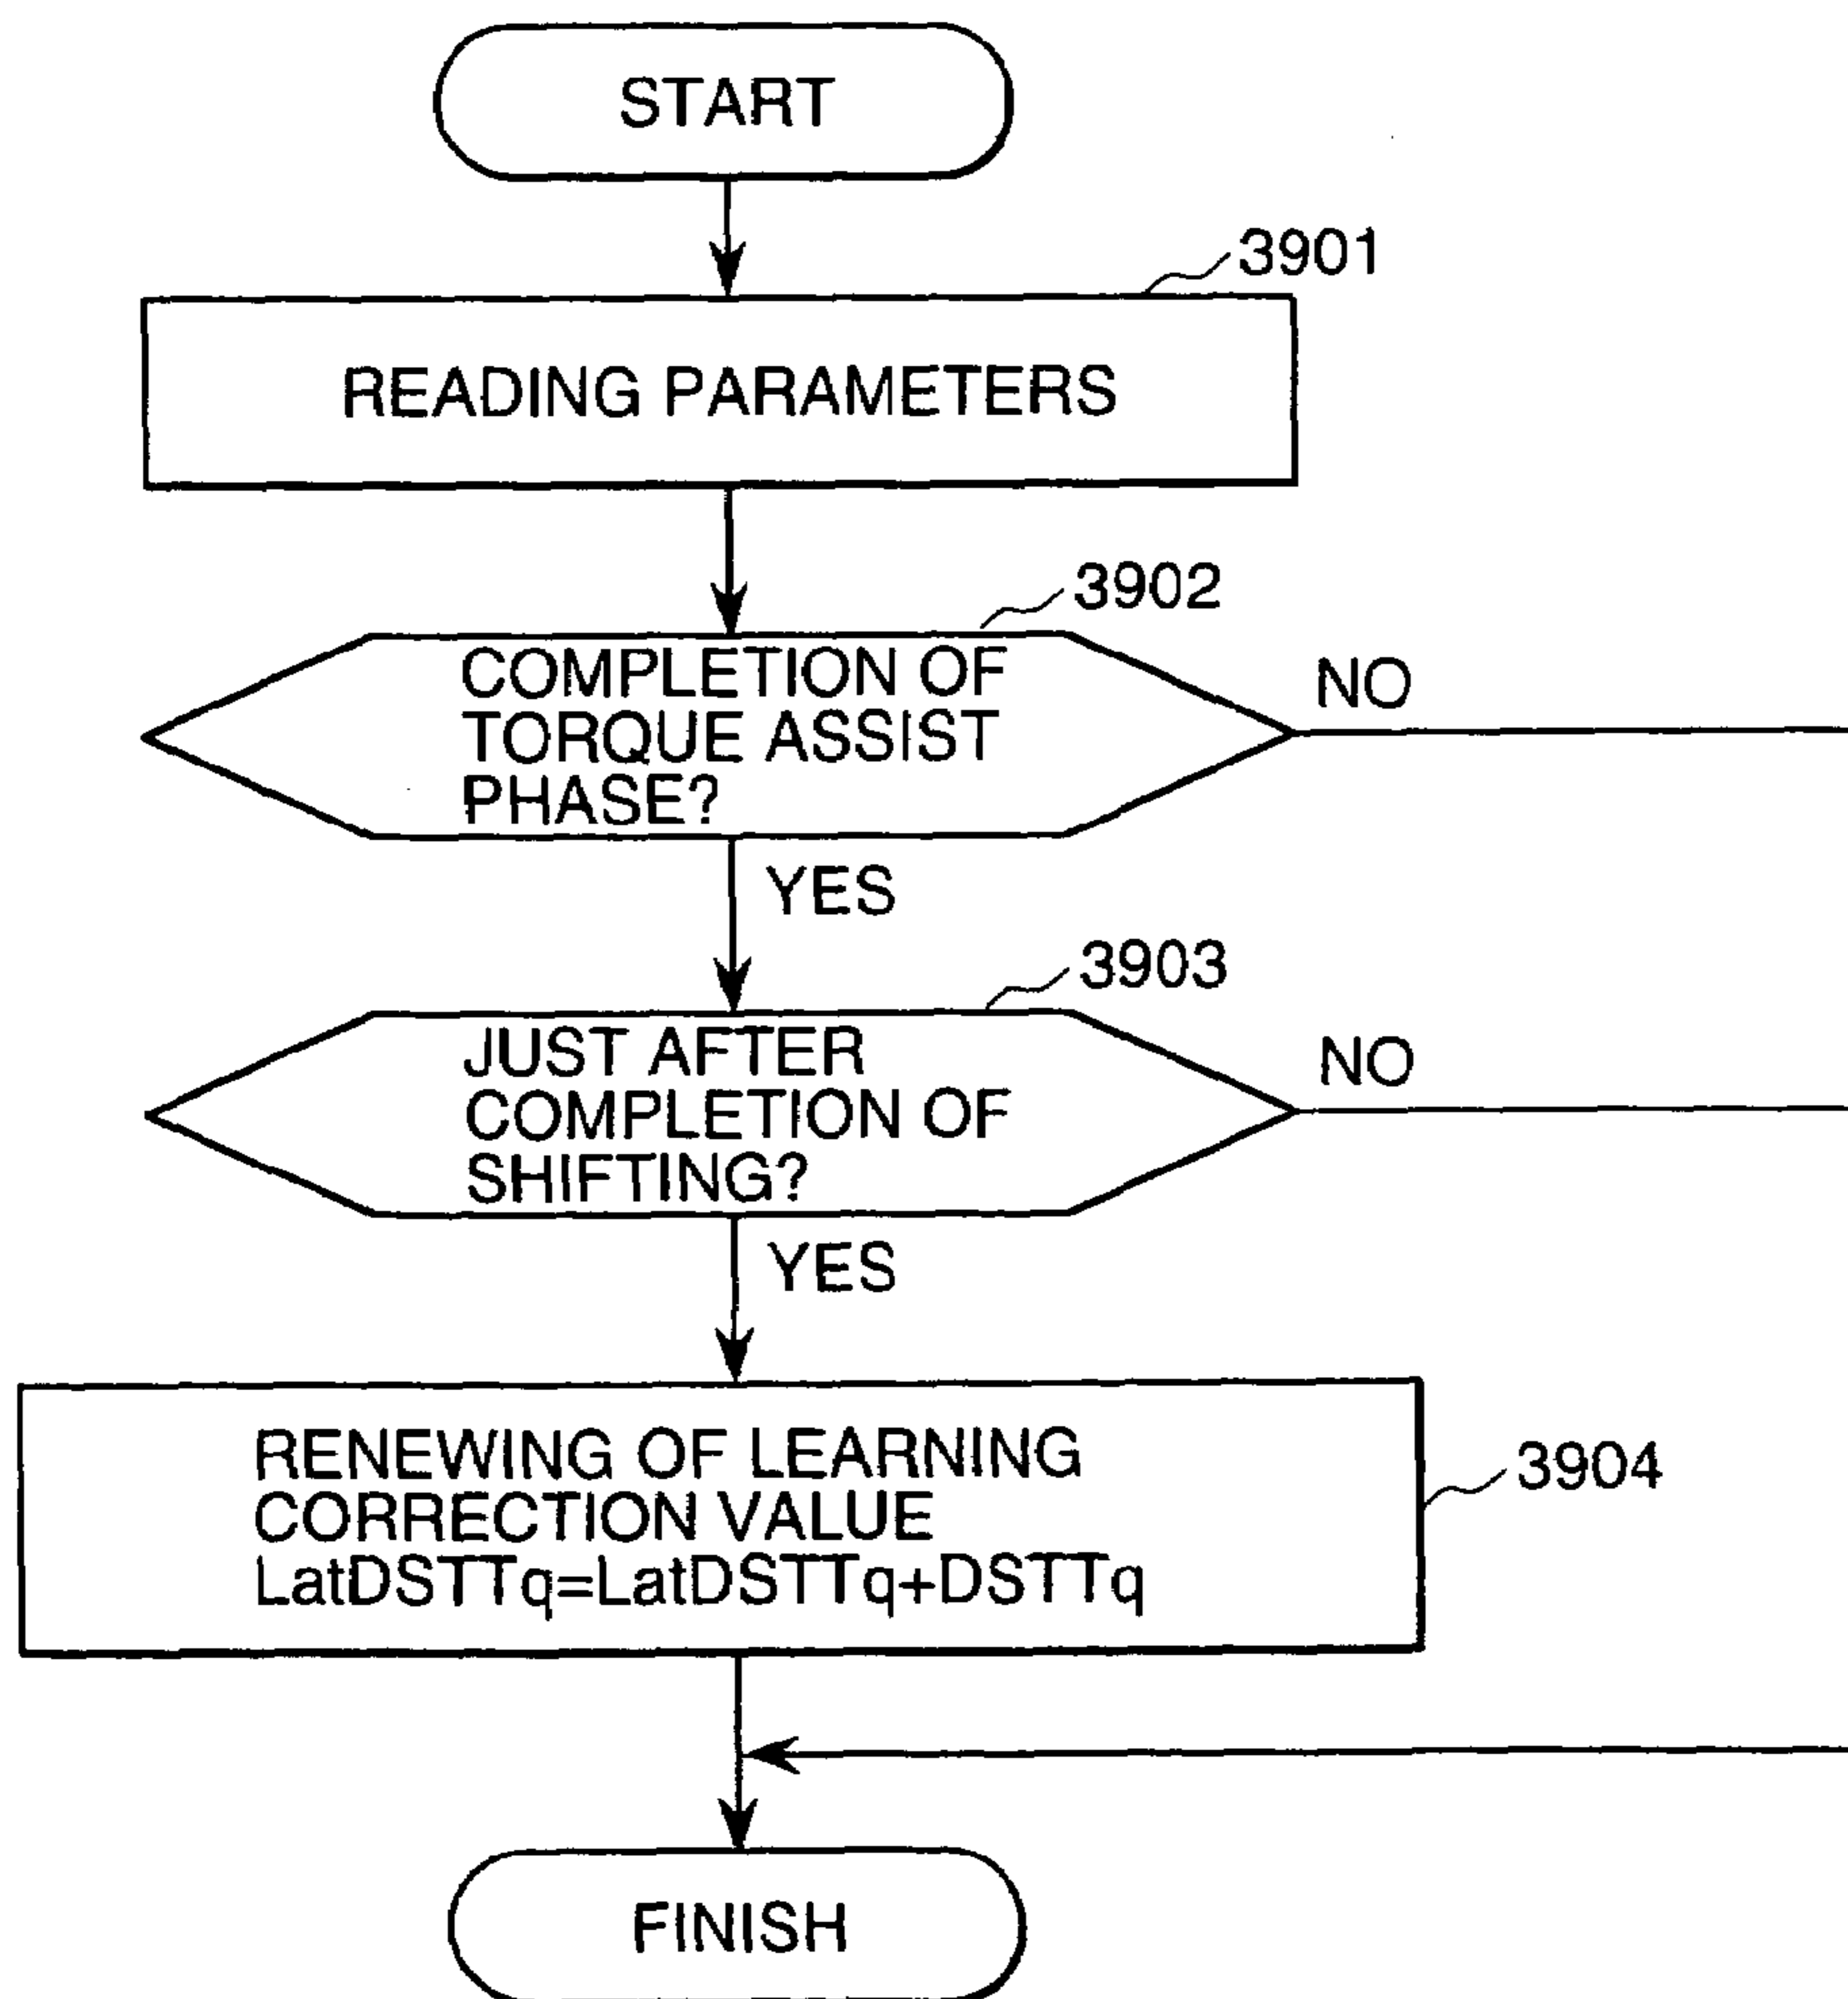 START
3901
READING PARAMETERS
3902
COMPLETION OF
TORQUE ASSIST
PHASE?
NO
YES
3903
JUST AFTER
COMPLETION OF
SHIFTING?
NO
YES
RENEWING OF LEARNING
CORRECTION VALUE
LatDSTTq=LatDSTTq+DSTTq
3904
FINISH